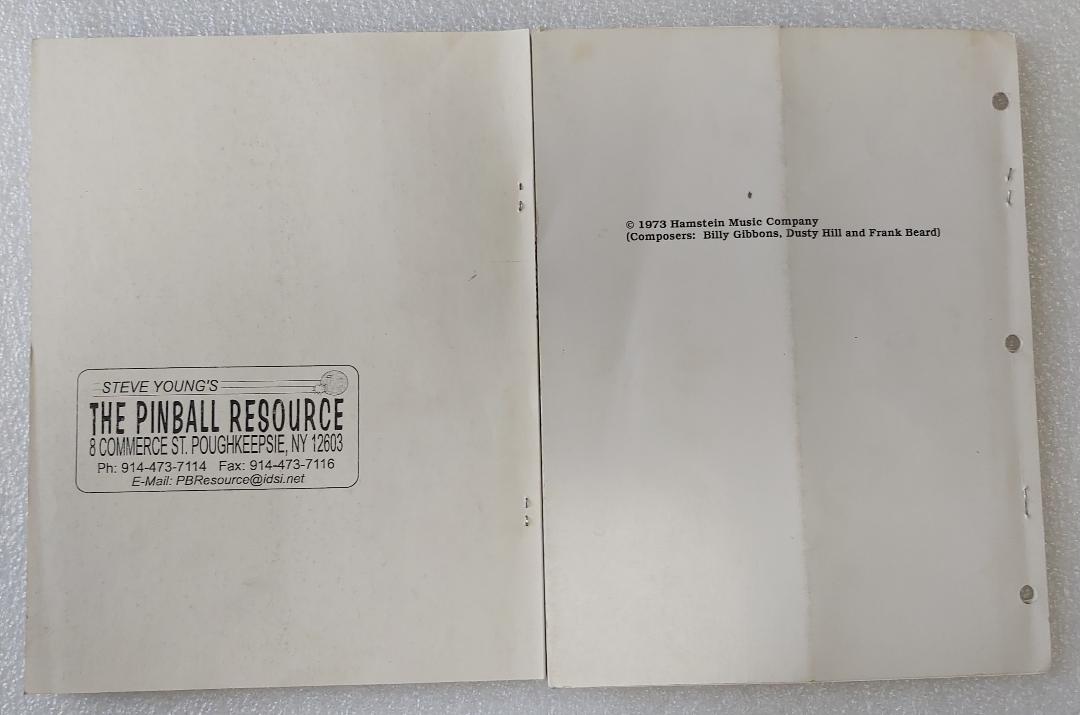 STEVE YOUNG'S
THE PINBALL RESOURCE
8 COMMERCE ST. POUGHKEEPSIE, NY 12603
Ph: 914-473-7114 Fax: 914-473-7116
E-Mail: PBResource@idsi.net
© 1973 Hamstein Music Company
(Composers: Billy Gibbons, Dusty Hill and Frank Beard)